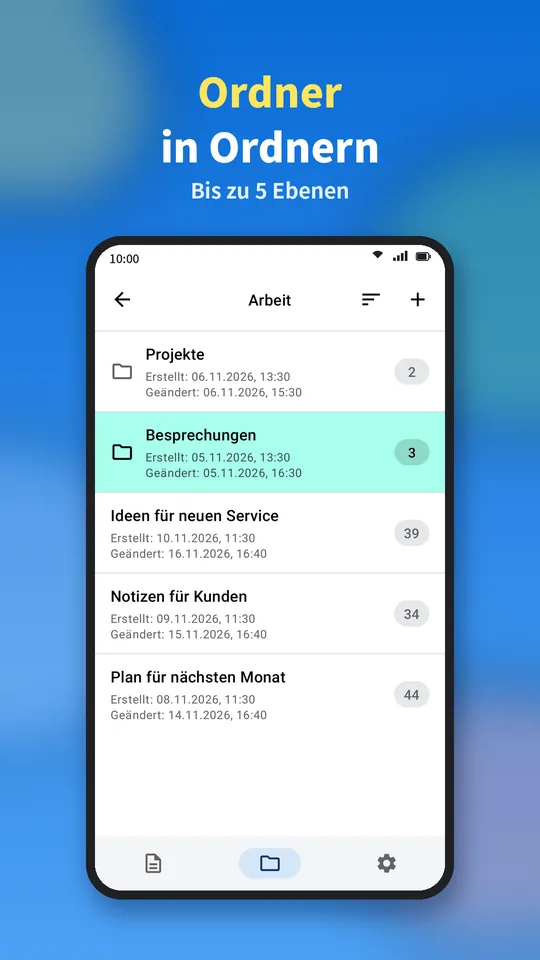 Ordner
in Ordnern
Bis zu 5 Ebenen
10:00
Arbeit
Projekte
Erstellt: 06.11.2026, 13:30
Geändert: 06.11.2026, 15:30
2
Besprechungen
Erstellt: 05.11.2026, 13:30
Geändert: 05.11.2026, 16:30
3
Ideen für neuen Service
Erstellt: 10.11.2026, 11:30
Geändert: 16.11.2026, 16:40
39
Notizen für Kunden
Erstellt: 09.11.2026, 11:30
Geändert: 15.11.2026, 16:40
34
Plan für nächsten Monat
Erstellt: 08.11.2026, 11:30
Geändert: 14.11.2026, 16:40
44